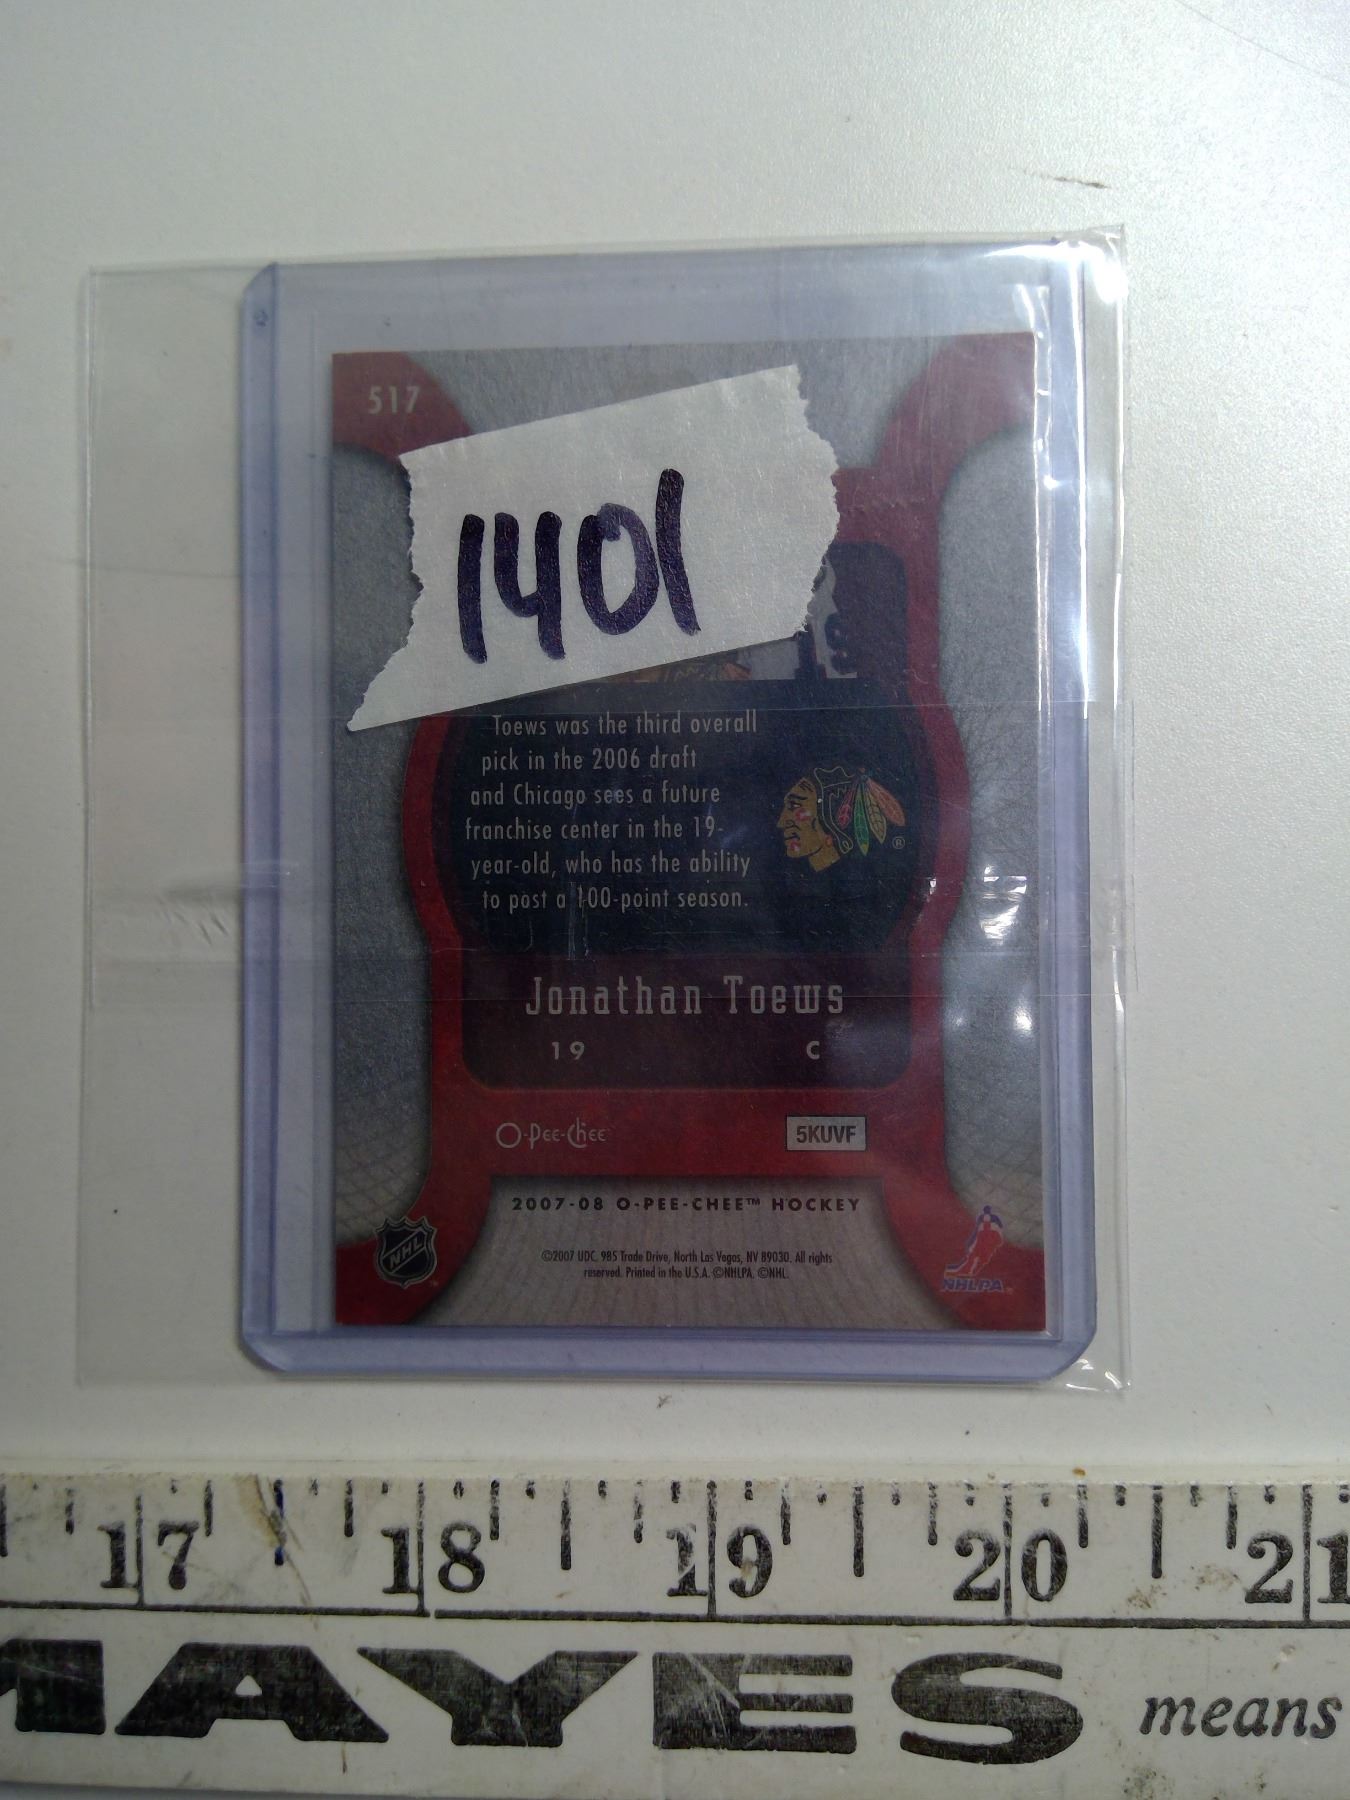 517
1401
Toews was the third overall
pick in the 2006 draft
and Chicago sees a future
franchise center in the 19-
year-old, who has the ability
to post a 100-point season.
®
Jonathan Toews
19 C
O-Pee-Chee
5KUVF
2007-08 O-PEE-CHEE™ HOCKEY
NHL
©2007 UDC, 985 Trade Drive, North Las Vegas, NV 89030. All rights
reserved. Printed in the U.S.A. ©NHLPA. ©NHL.
NHLPA
17 18 19 20 21
MAYES means